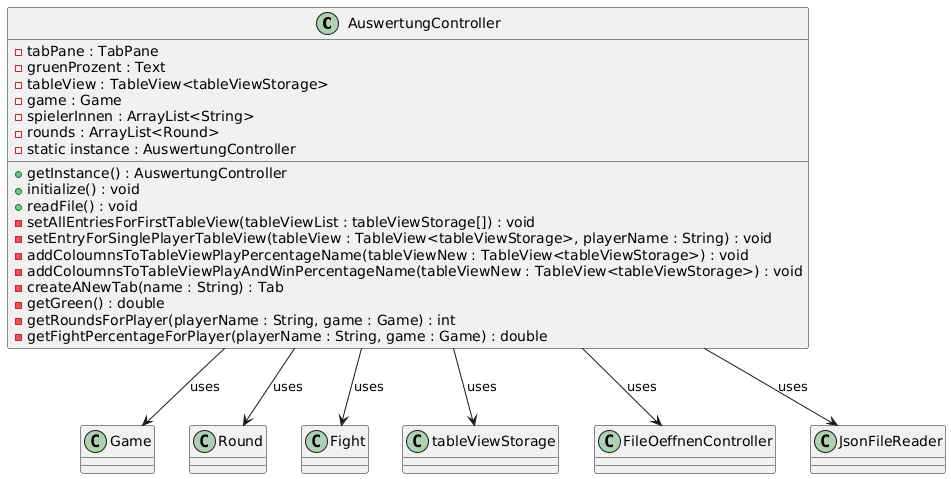 C AuswertungController
tabPane : TabPane
gruenProzent : Text
tableView : TableView<tableViewStorage>
game : Game
spielerInnen : ArrayList<String>
rounds : ArrayList<Round>
static instance : AuswertungController
getInstance() : AuswertungController
initialize() : void
readFile() : void
setAllEntriesForFirstTableView(tableViewList : tableViewStorage[]) : void
setEntryForSinglePlayerTableView(tableView : TableView<tableViewStorage>, playerName : String) : void
addColoumnsToTableViewPlayPercentageName(tableViewNew : TableView<tableViewStorage>) : void
addColoumnsToTableViewPlayAndWinPercentageName(tableViewNew : TableView<tableViewStorage>) : void
createANewTab(name : String) : Tab
getGreen() : double
getRoundsForPlayer(playerName : String, game : Game) : int
getFightPercentageForPlayer(playerName : String, game : Game) : double
uses uses uses uses uses uses
C Game C Round C Fight C tableViewStorage C FileOeffnenController C JsonFileReader